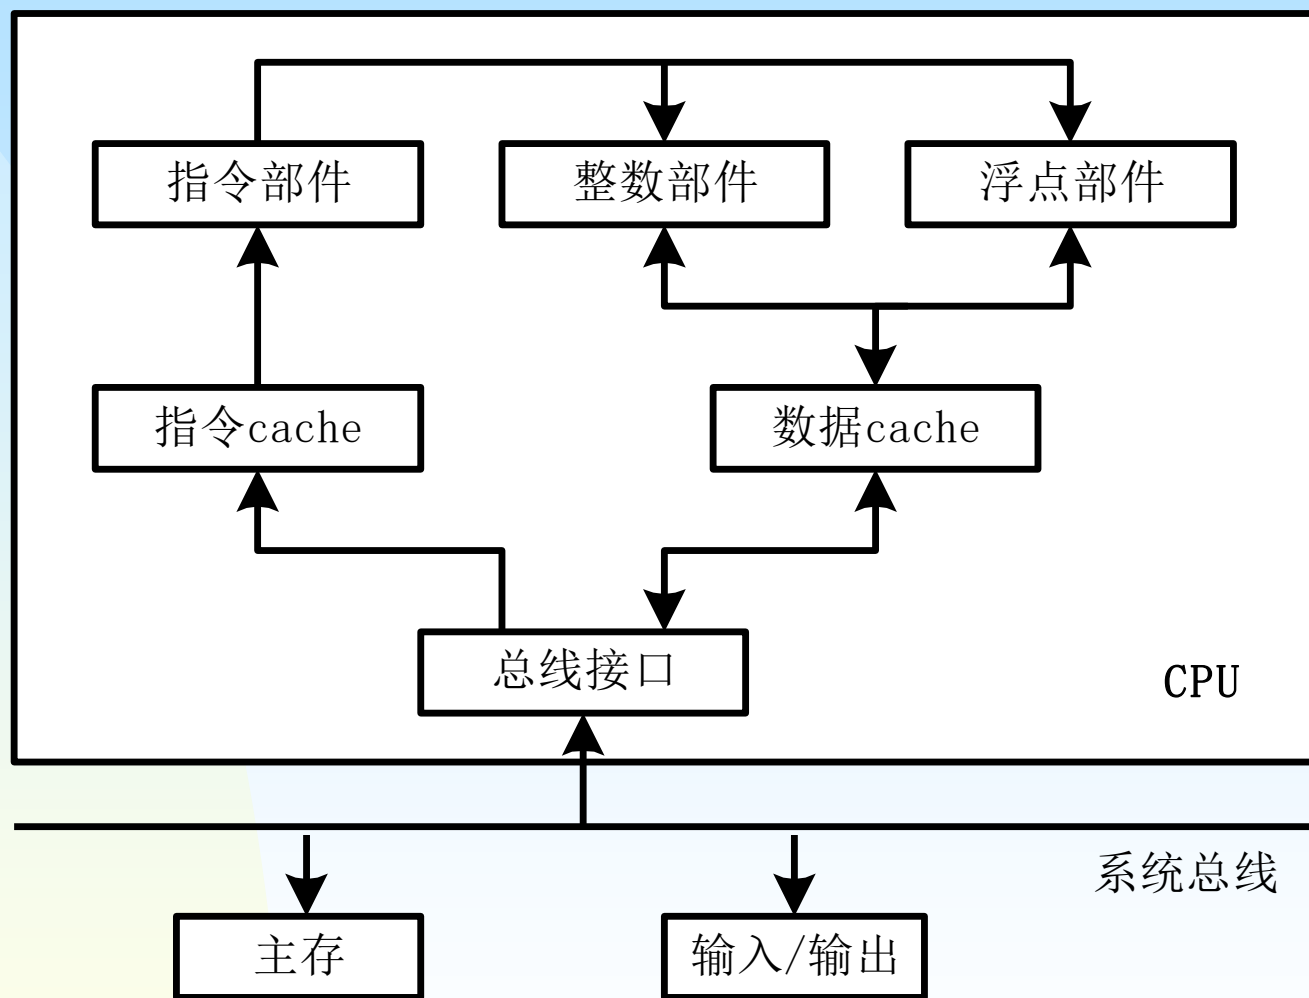 指令部件
整数部件
浮点部件
指令cache
数据cache
总线接口
CPU
系统总线
主存
输入/输出